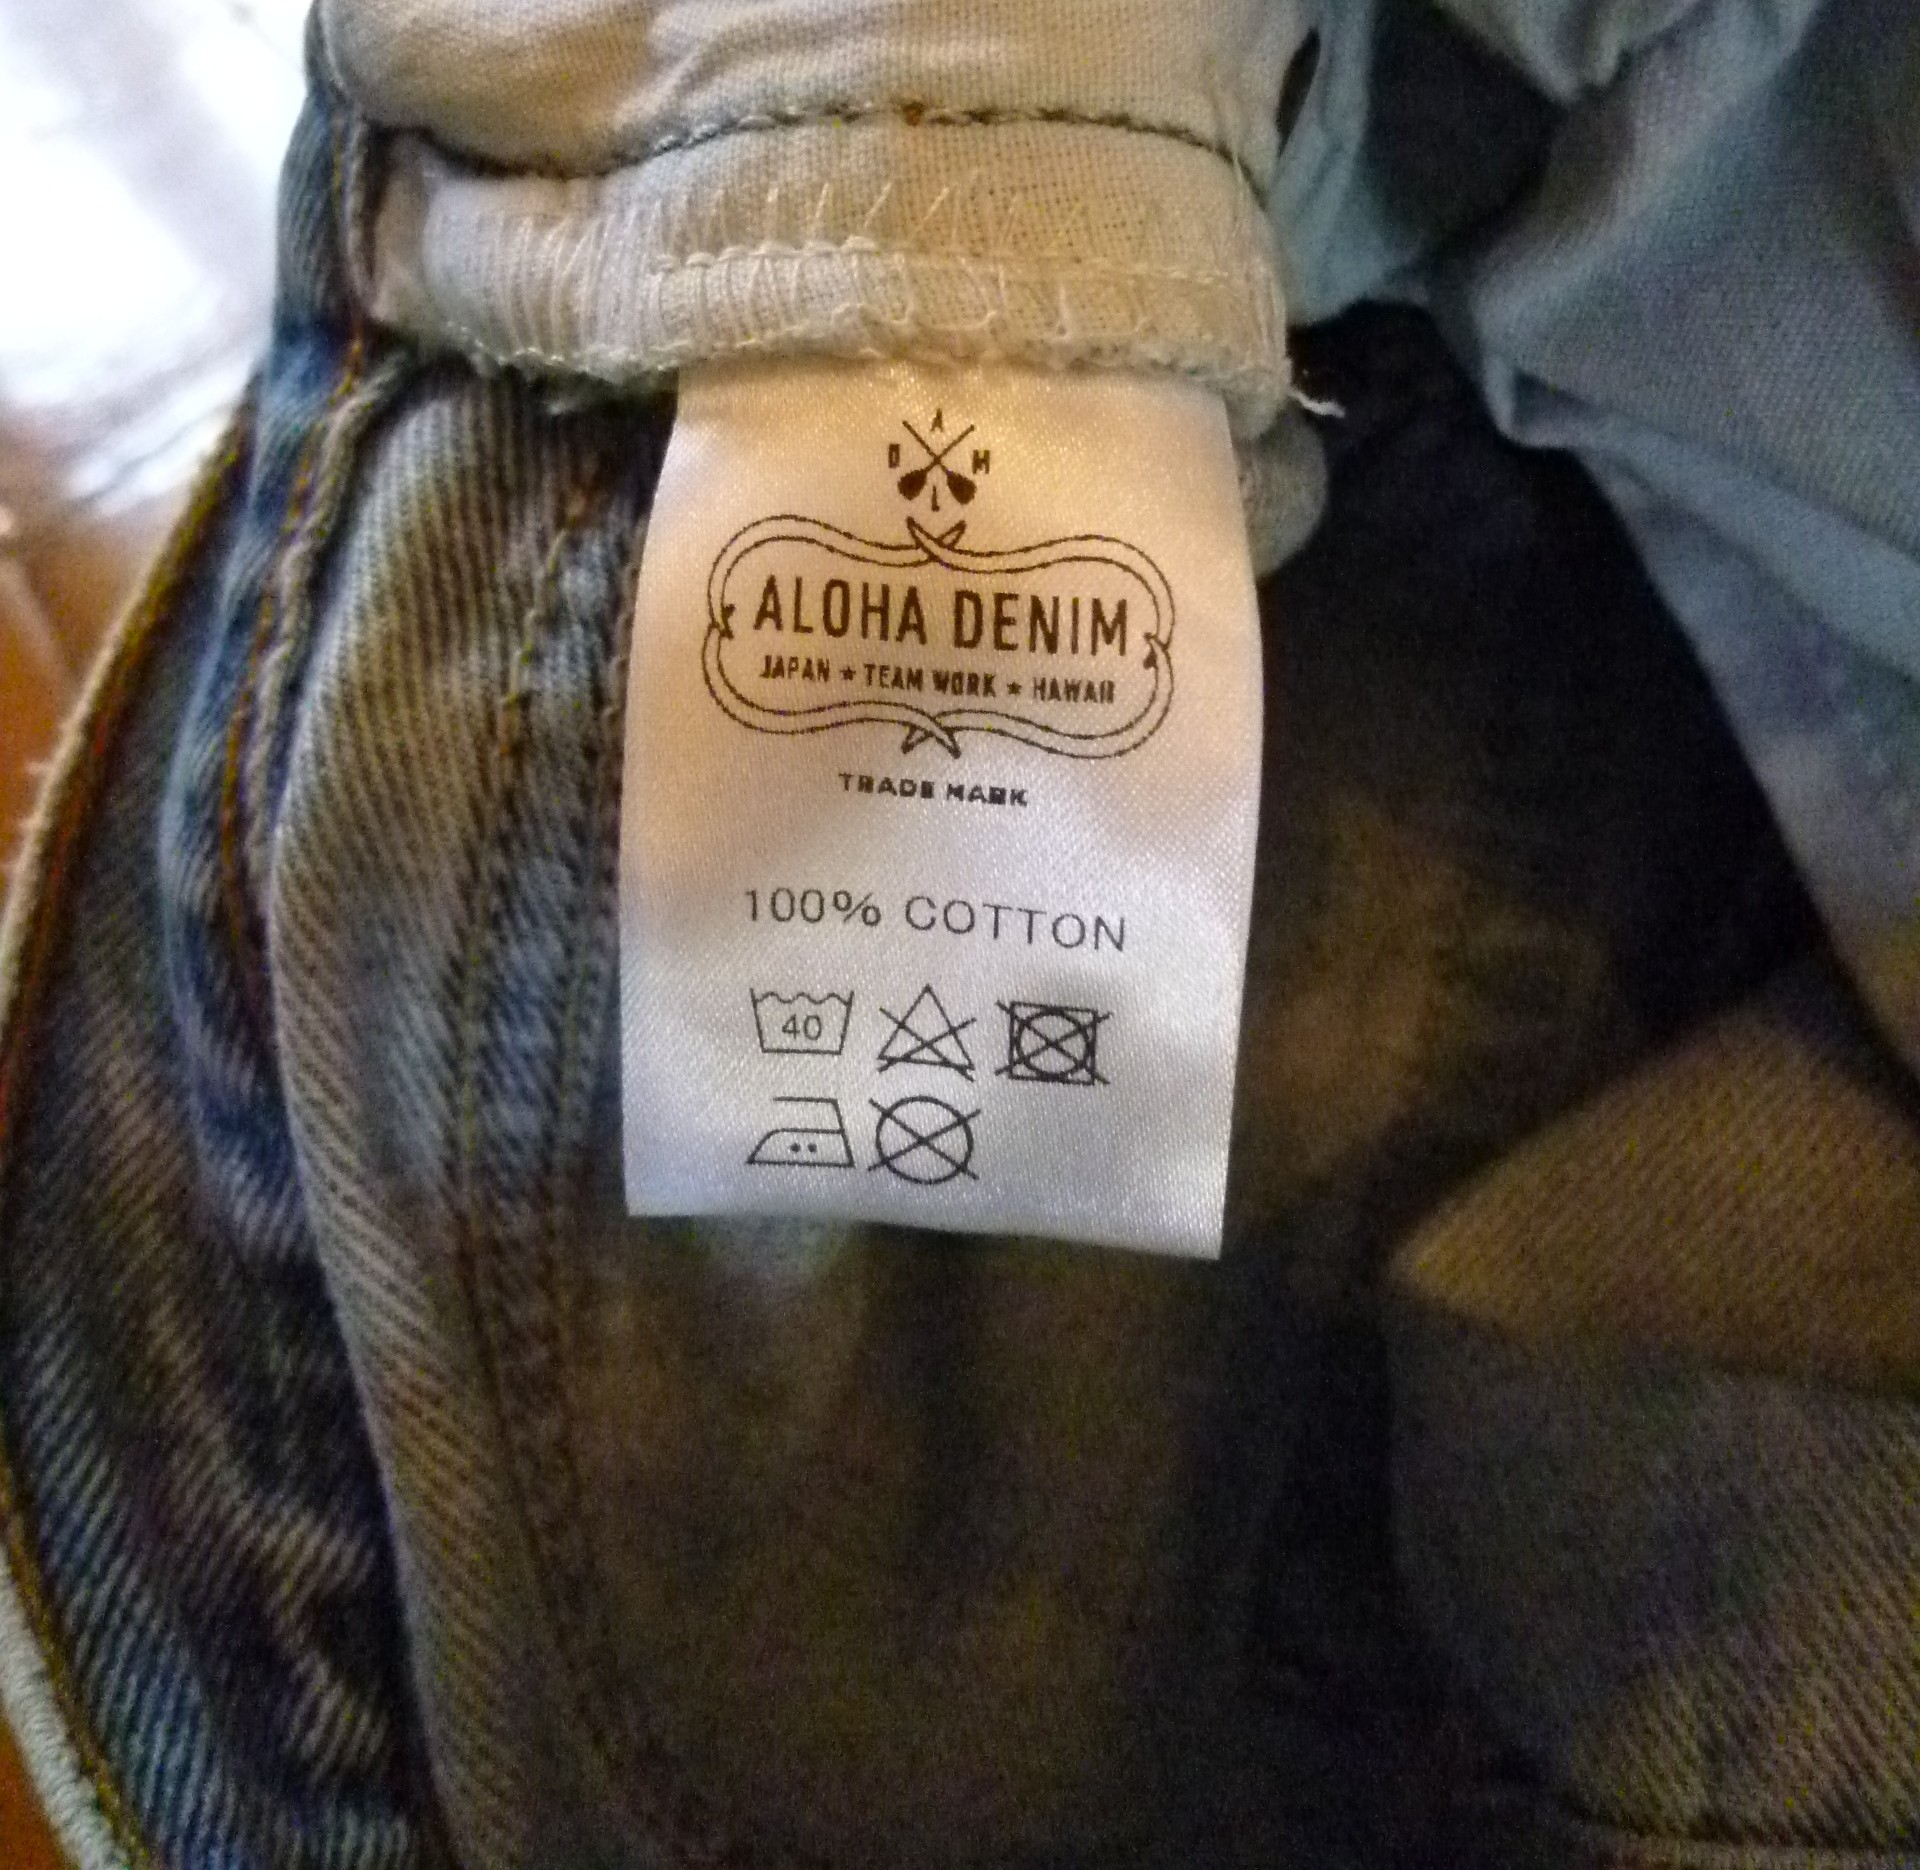 A
D M
L
ALOHA DENIM
JAPAN ★ TEAM WORK ★ HAWAII
TRADE MARK
100% COTTON
40